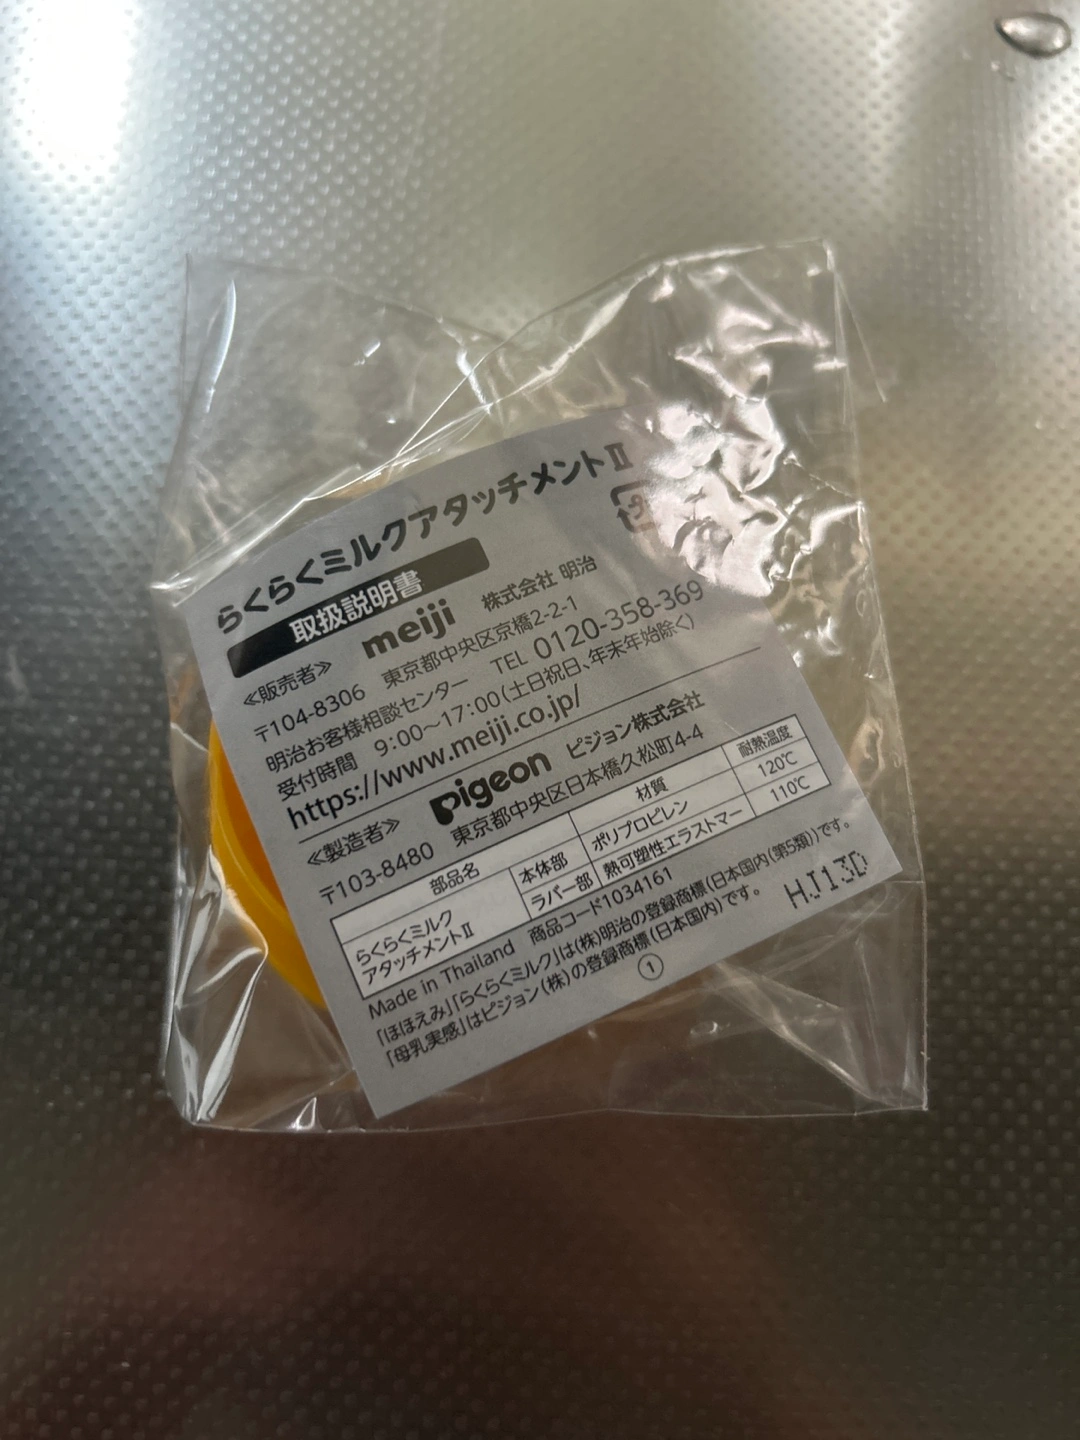 らくらくミルクアタッチメントⅡ
取扱説明書
プラ
≪販売者≫ meiji 株式会社 明治
〒104-8306 東京都中央区京橋2-2-1
明治お客様相談センター TEL 0120-358-369
受付時間 9:00〜17:00(土日祝日、年末年始除く)
https://www.meiji.co.jp/
≪製造者≫ pigeon ピジョン株式会社
〒103-8480 東京都中央区日本橋久松町4-4
部品名 材質 耐熱温度
らくらくミルク 本体部 ポリプロピレン 120℃
アタッチメントⅡ ラバー部 熱可塑性エラストマー 110℃
Made in Thailand 商品コード1034161
「ほほえみ」「らくらくミルク」は(株)明治の登録商標(日本国内(第5類))です。
「母乳実感」はピジョン(株)の登録商標(日本国内)です。
① HJ13D